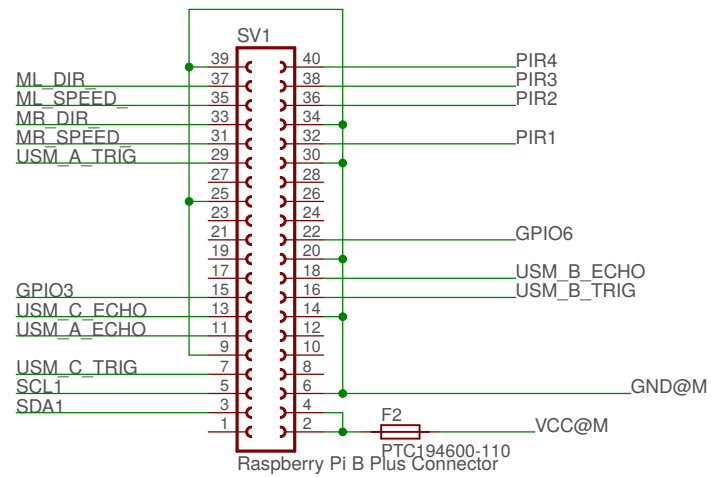 SV1
39 40 PIR4
ML_DIR_ 37 38 PIR3
ML_SPEED_ 35 36 PIR2
MR_DIR_ 33 34
MR_SPEED_ 31 32 PIR1
USM_A_TRIG 29 30
27 28
25 26
23 24
21 22 GPIO6
19 20
17 18 USM_B_ECHO
GPIO3 15 16 USM_B_TRIG
USM_C_ECHO 13 14
USM_A_ECHO 11 12
9 10
USM_C_TRIG 7 8
SCL1 5 6 GND@M
SDA1 3 4 F2
1 2 VCC@M
PTC194600-110
Raspberry Pi B Plus Connector